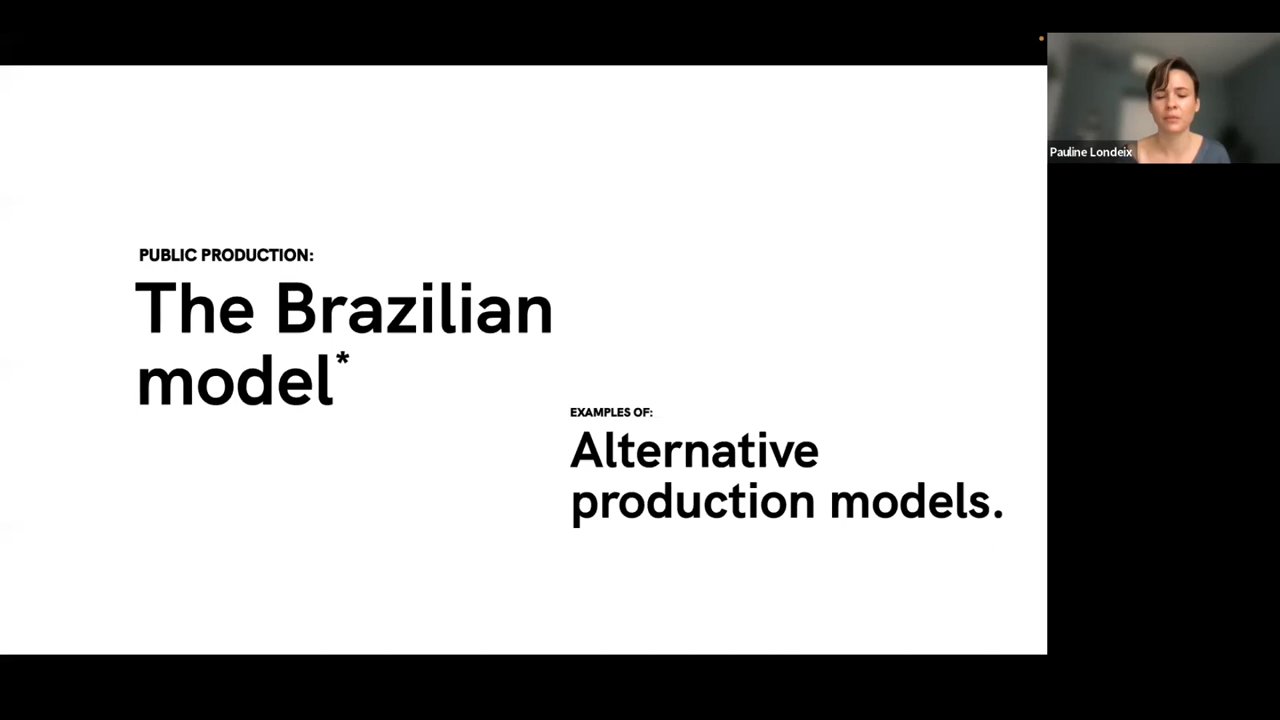 PUBLIC PRODUCTION:
The Brazilian
model*
EXAMPLES OF:
Alternative
production models.
Pauline Londeix